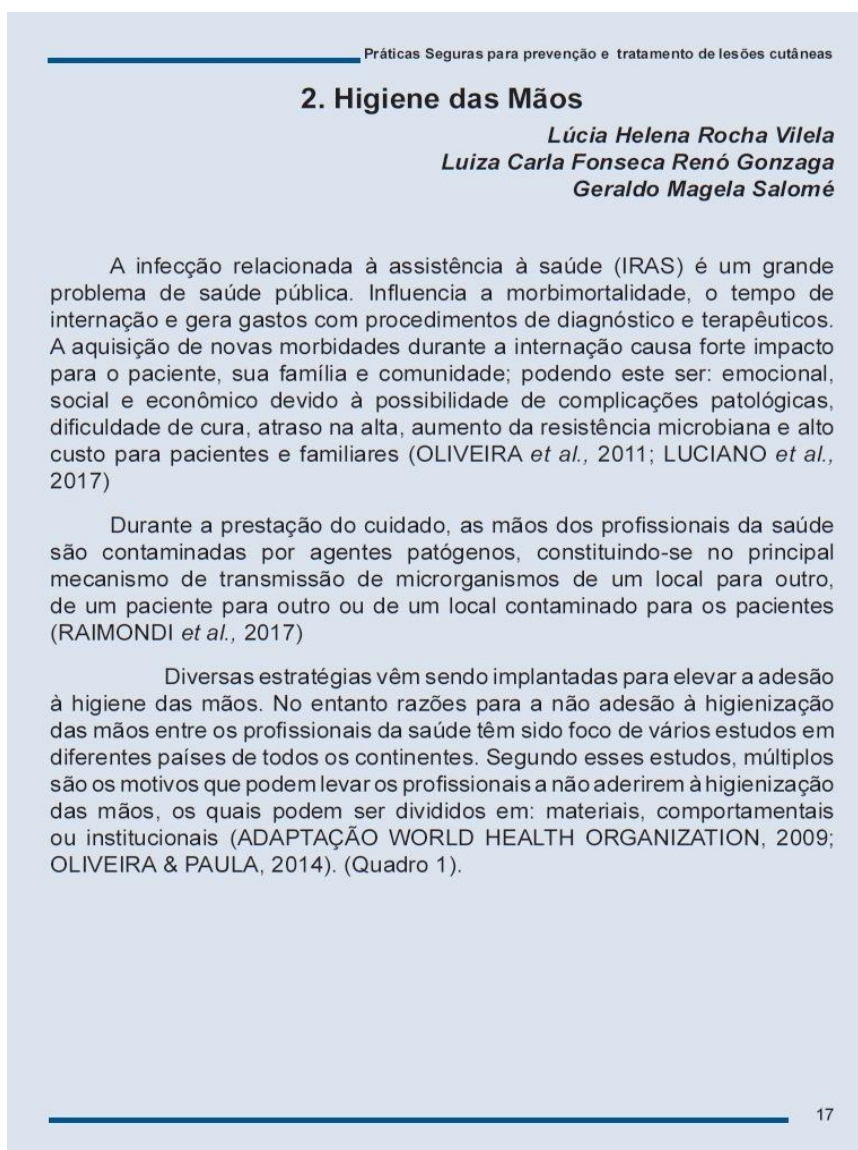 Práticas Seguras para prevenção e tratamento de lesões cutâneas
2. Higiene das Mãos
Lúcia Helena Rocha Vilela
Luiza Carla Fonseca Renó Gonzaga
Geraldo Magela Salomé
A infecção relacionada à assistência à saúde (IRAS) é um grande
problema de saúde pública. Influencia a morbimortalidade, o tempo de
internação e gera gastos com procedimentos de diagnóstico e terapêuticos.
A aquisição de novas morbidades durante a internação causa forte impacto
para o paciente, sua família e comunidade; podendo este ser: emocional,
social e econômico devido à possibilidade de complicações patológicas,
dificuldade de cura, atraso na alta, aumento da resistência microbiana e alto
custo para pacientes e familiares (OLIVEIRA et al., 2011; LUCIANO et al.,
2017)
Durante a prestação do cuidado, as mãos dos profissionais da saúde
são contaminadas por agentes patógenos, constituindo-se no principal
mecanismo de transmissão de microrganismos de um local para outro,
de um paciente para outro ou de um local contaminado para os pacientes
(RAIMONDI et al., 2017)
Diversas estratégias vêm sendo implantadas para elevar a adesão
à higiene das mãos. No entanto razões para a não adesão à higienização
das mãos entre os profissionais da saúde têm sido foco de vários estudos em
diferentes países de todos os continentes. Segundo esses estudos, múltiplos
são os motivos que podem levar os profissionais a não aderirem à higienização
das mãos, os quais podem ser divididos em: materiais, comportamentais
ou institucionais (ADAPTAÇÃO WORLD HEALTH ORGANIZATION, 2009;
OLIVEIRA & PAULA, 2014). (Quadro 1).
17